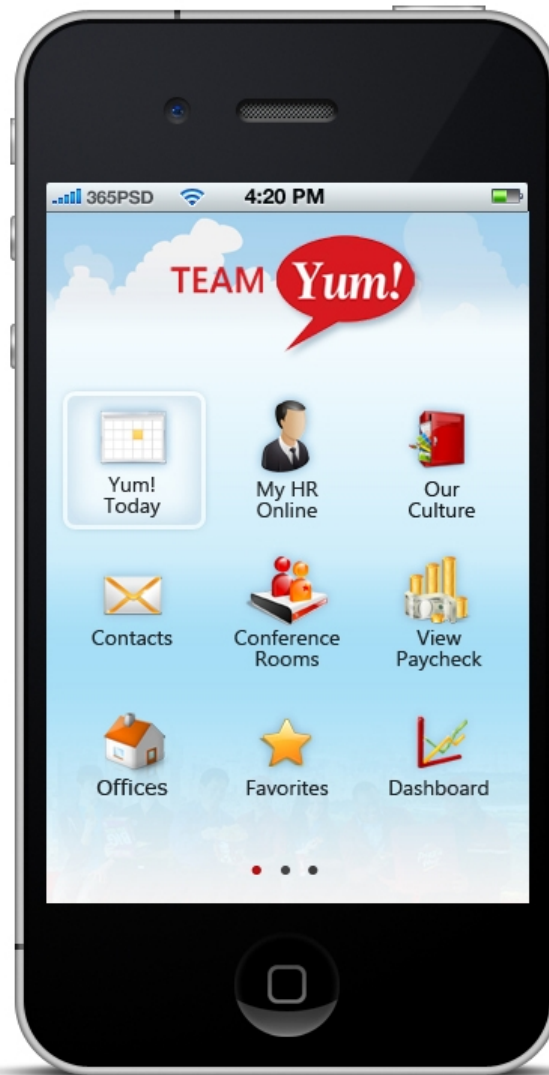 365PSD 4:20 PM
TEAM Yum!
Yum!
Today
My HR
Online
Our
Culture
Contacts
Conference
Rooms
View
Paycheck
Offices
Favorites
Dashboard